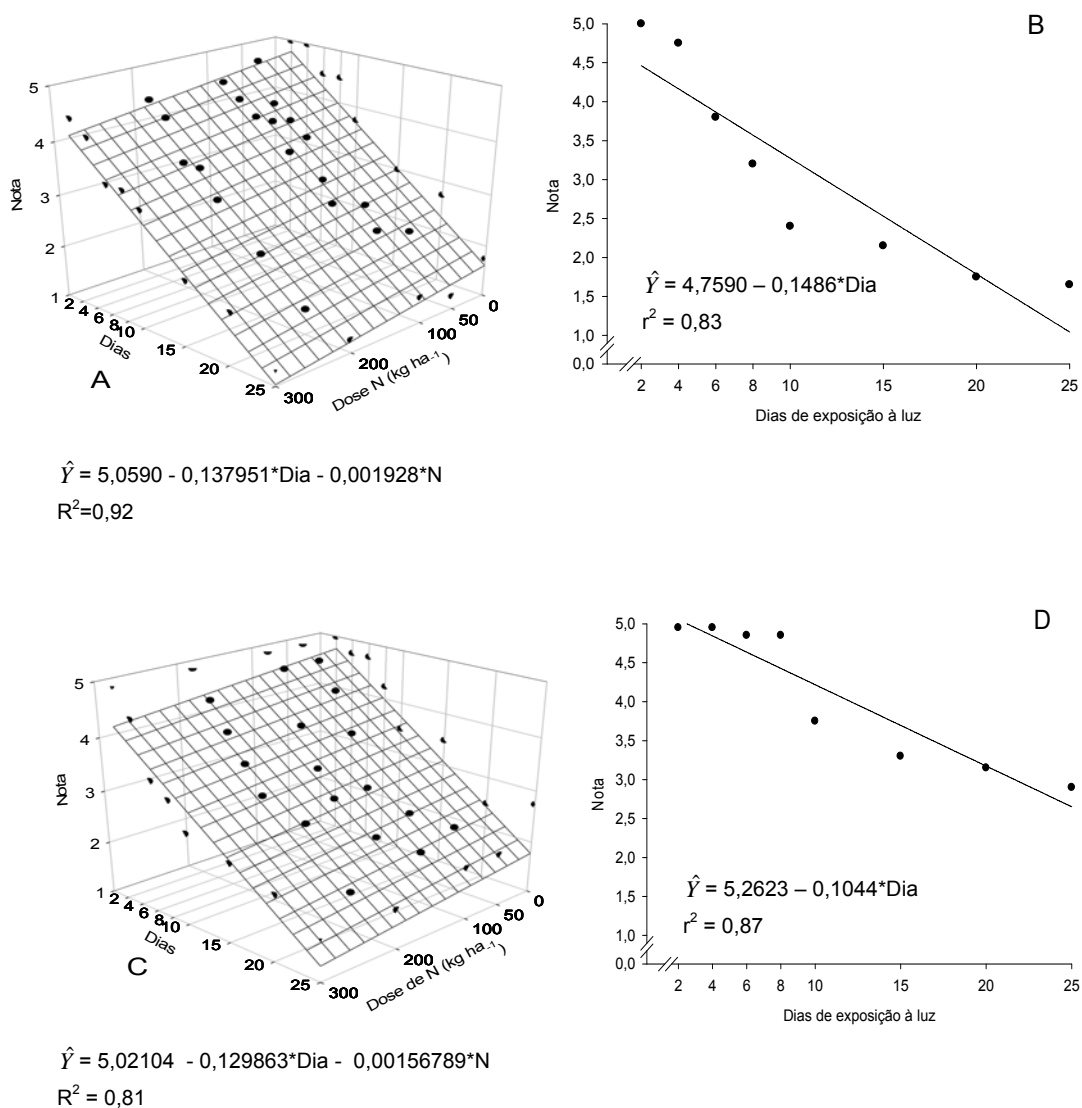 5
4
3
2
1
Nota
2 4 6 8 10 15 20 25
Dias
300 200 100 50 0
Dose N (kg ha-1)
A
Ŷ = 5,0590 - 0,137951*Dia - 0,001928*N
R²=0,92
B
5,0
4,5
4,0
3,5
3,0
2,5
2,0
1,5
1,0
0,0
Nota
Ŷ = 4,7590 – 0,1486*Dia
r² = 0,83
2 4 6 8 10 15 20 25
Dias de exposição à luz
5
4
3
2
1
Nota
2 4 6 8 10 15 20 25
Dias
300 200 100 50 0
Dose de N (kg ha-1)
C
Ŷ = 5,02104 - 0,129863*Dia - 0,00156789*N
R² = 0,81
D
5,0
4,5
4,0
3,5
3,0
2,5
2,0
1,5
1,0
0,0
Nota
Ŷ = 5,2623 – 0,1044*Dia
r² = 0,87
2 4 6 8 10 15 20 25
Dias de exposição à luz